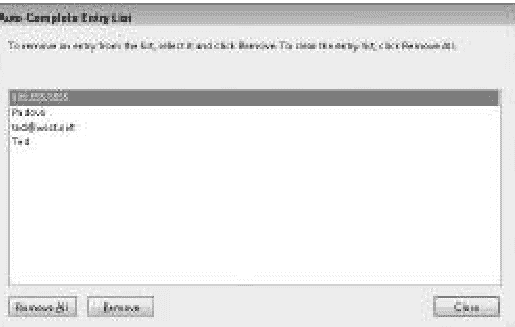 Auto-Complete Entry List
To remove an entry from the list, select it and click Remove. To clear the entry list, click Remove All.
Padova
Ted
Remove All
Remove
Close